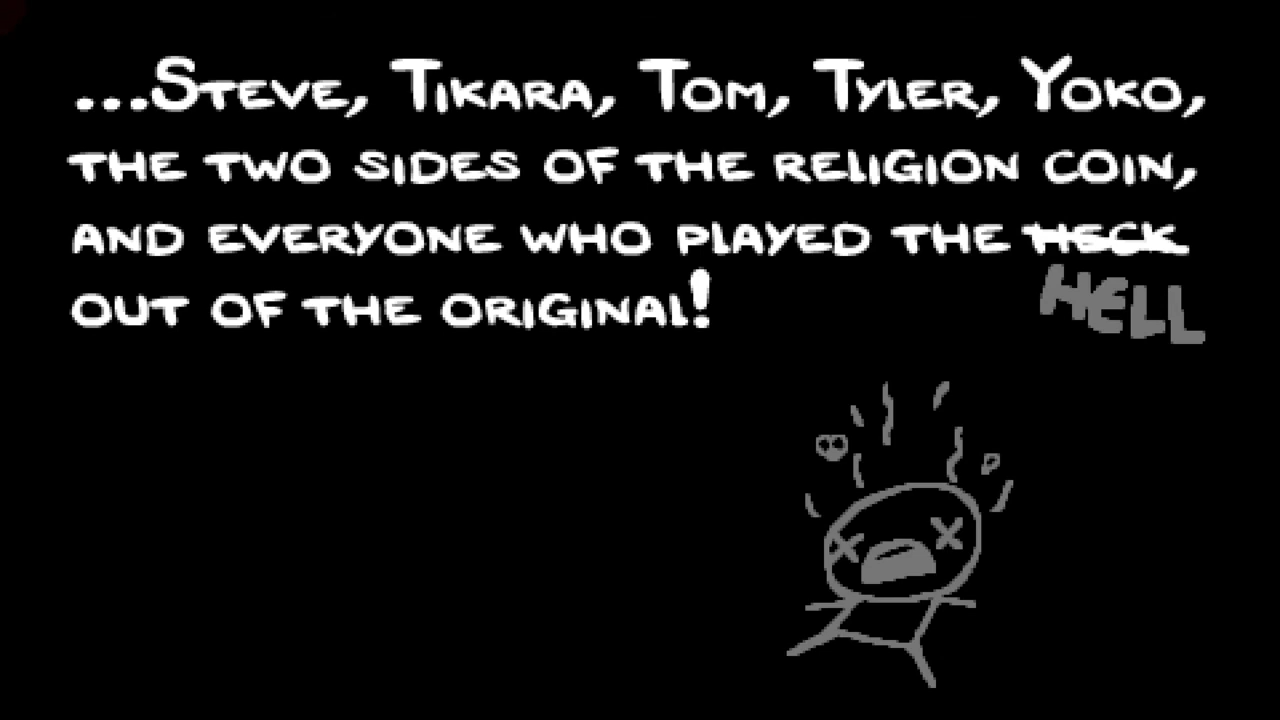 ...Steve, Tikara, Tom, Tyler, Yoko,
the two sides of the religion coin,
and everyone who played the heck
HELL
out of the original!